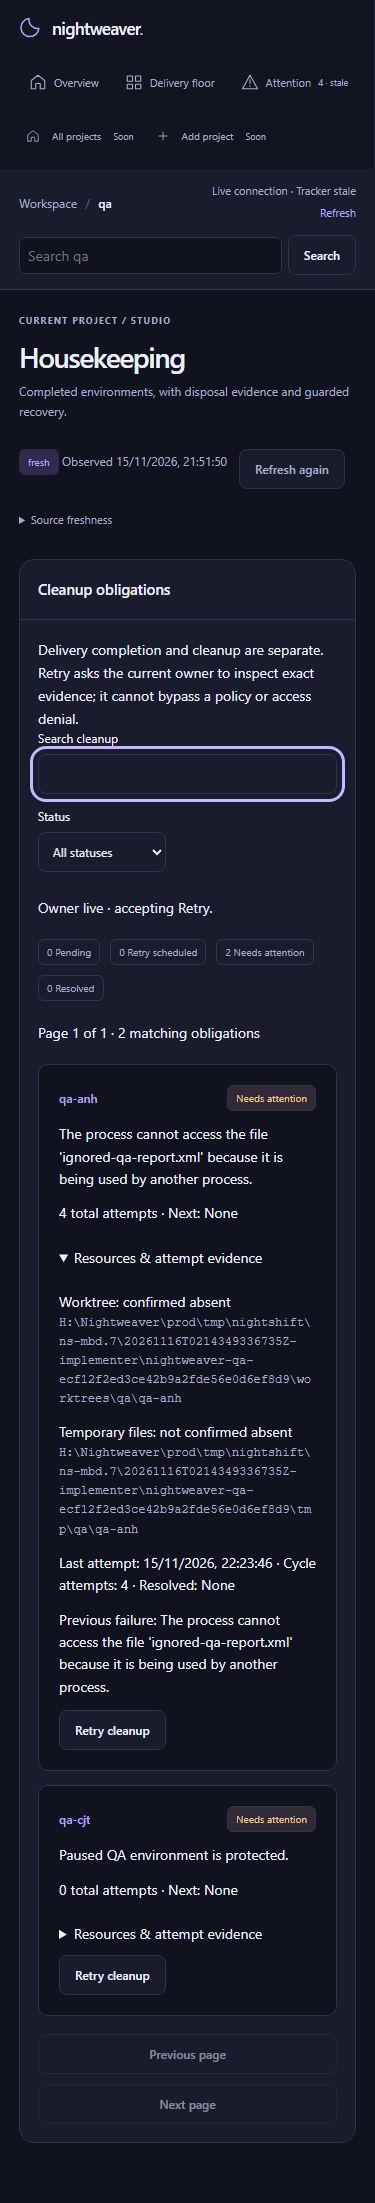 nightweaver.
Overview
Delivery floor
Attention 4 · stale
All projects Soon
Add project Soon
Workspace / qa
Live connection · Tracker stale
Refresh
Search qa
Search
CURRENT PROJECT / STUDIO
Housekeeping
Completed environments, with disposal evidence and guarded
recovery.
fresh Observed 15/11/2026, 21:51:50
Refresh again
Source freshness
Cleanup obligations
Delivery completion and cleanup are separate.
Retry asks the current owner to inspect exact
evidence; it cannot bypass a policy or access
denial.
Search cleanup
Status
All statuses
Owner live · accepting Retry.
0 Pending
0 Retry scheduled
2 Needs attention
0 Resolved
Page 1 of 1 · 2 matching obligations
qa-anh
Needs attention
The process cannot access the file
'ignored-qa-report.xml' because it is
being used by another process.
4 total attempts · Next: None
Resources & attempt evidence
Worktree: confirmed absent
H:\Nightweaver\prod\tmp\nightshift\
ns-mbd.7\20261116T0214349336735Z-
implementer\nightweaver-qa-
ecf12f2ed3ce42b9a2fde56e0d6ef8d9\wo
rktrees\qa\qa-anh
Temporary files: not confirmed absent
H:\Nightweaver\prod\tmp\nightshift\
ns-mbd.7\20261116T0214349336735Z-
implementer\nightweaver-qa-
ecf12f2ed3ce42b9a2fde56e0d6ef8d9\tm
p\qa\qa-anh
Last attempt: 15/11/2026, 22:23:46 · Cycle
attempts: 4 · Resolved: None
Previous failure: The process cannot
access the file 'ignored-qa-report.xml'
because it is being used by another
process.
Retry cleanup
qa-cjt
Needs attention
Paused QA environment is protected.
0 total attempts · Next: None
Resources & attempt evidence
Retry cleanup
Previous page
Next page